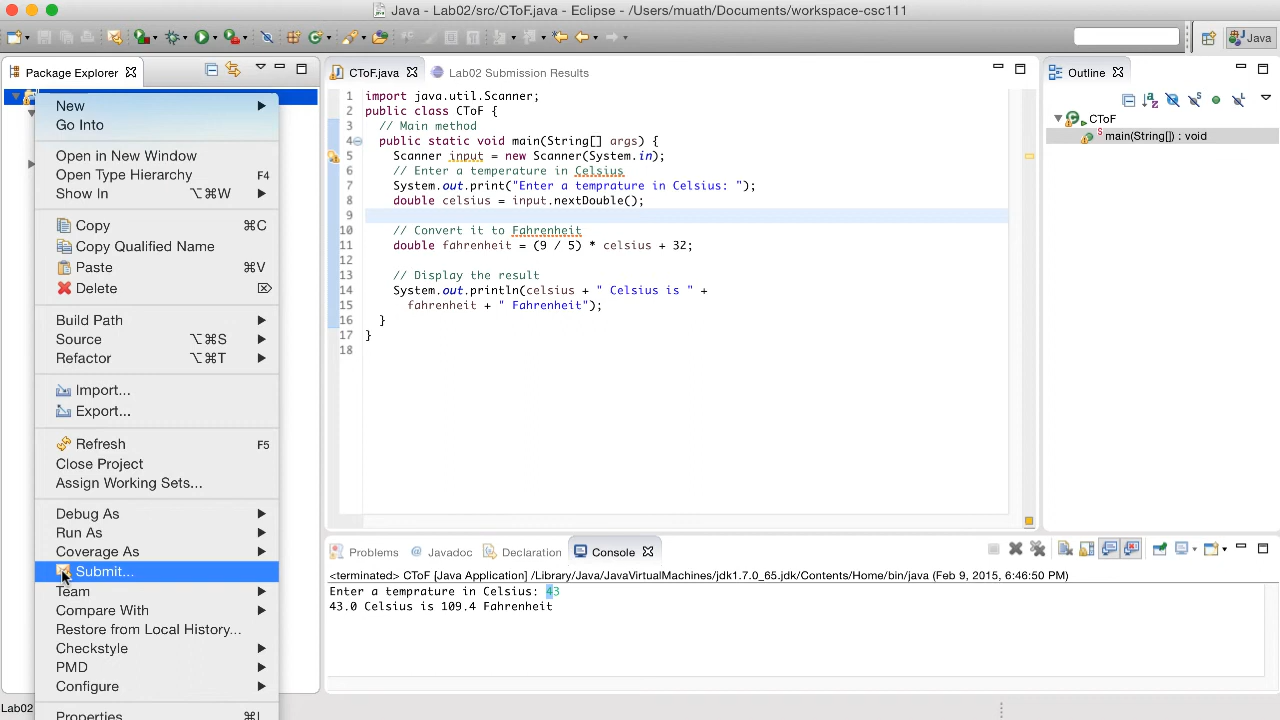 Java - Lab02/src/CToF.java - Eclipse - /Users/muath/Documents/workspace-csc111
Java
Package Explorer
New
Go Into
Open in New Window
Open Type Hierarchy F4
Show In ⌥⌘W
Copy ⌘C
Copy Qualified Name
Paste ⌘V
Delete ⌦
Build Path
Source ⌥⌘S
Refactor ⌥⌘T
Import...
Export...
Refresh F5
Close Project
Assign Working Sets...
Debug As
Run As
Coverage As
Submit...
Team
Compare With
Restore from Local History...
Checkstyle
PMD
Configure
Properties ⌘I
Lab02
CToF.java
Lab02 Submission Results
1 import java.util.Scanner;
2 public class CToF {
3 // Main method
4 public static void main(String[] args) {
5 Scanner input = new Scanner(System.in);
6 // Enter a temperature in Celsius
7 System.out.print("Enter a temprature in Celsius: ");
8 double celsius = input.nextDouble();
9
10 // Convert it to Fahrenheit
11 double fahrenheit = (9 / 5) * celsius + 32;
12
13 // Display the result
14 System.out.println(celsius + " Celsius is " +
15 fahrenheit + " Fahrenheit");
16 }
17 }
18
Outline
CToF
main(String[]) : void
Problems
Javadoc
Declaration
Console
<terminated> CToF [Java Application] /Library/Java/JavaVirtualMachines/jdk1.7.0_65.jdk/Contents/Home/bin/java (Feb 9, 2015, 6:46:50 PM)
Enter a temprature in Celsius: 43
43.0 Celsius is 109.4 Fahrenheit